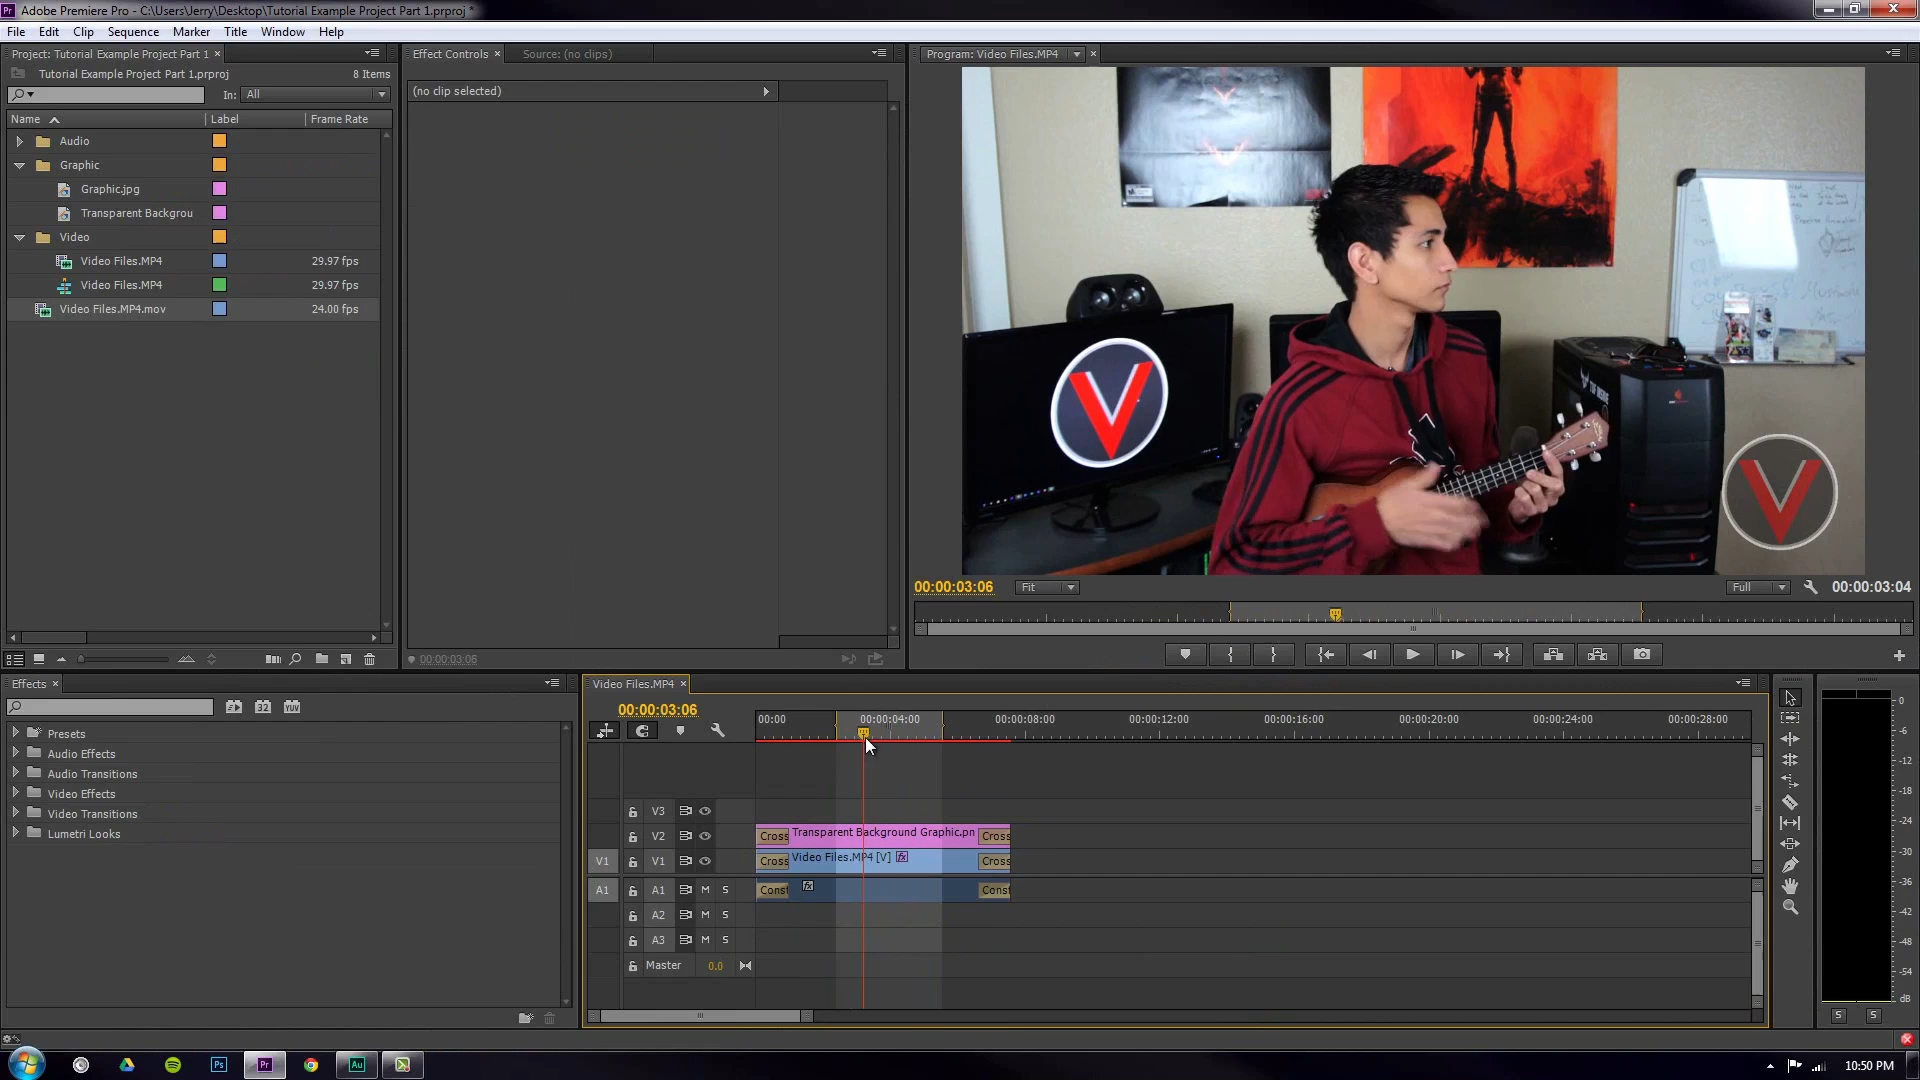 Adobe Premiere Pro - C:\Users\Jerry\Desktop\Tutorial Example Project Part 1.prproj *
File Edit Clip Sequence Marker Title Window Help
Project: Tutorial Example Project Part 1
Tutorial Example Project Part 1.prproj 8 Items
In: All
Name Label Frame Rate
Audio
Graphic
Graphic.jpg
Transparent Backgrou
Video
Video Files.MP4 29.97 fps
Video Files.MP4 29.97 fps
Video Files.MP4.mov 24.00 fps
Effect Controls Source: (no clips)
(no clip selected)
00:00:03:06
Program: Video Files.MP4
V
V
00:00:03:06 Fit Full 00:00:03:04
Effects
32 YUV
Presets
Audio Effects
Audio Transitions
Video Effects
Video Transitions
Lumetri Looks
Video Files.MP4
00:00:03:06
00:00 00:00:04:00 00:00:08:00 00:00:12:00 00:00:16:00 00:00:20:00 00:00:24:00 00:00:28:00
V3
V2 Cross Transparent Background Graphic.pn Cross
V1 V1 Cross Video Files.MP4 [V] fx Cross
A1 A1 M S Const fx Const
A2 M S
A3 M S
Master 0.0
0
-6
-12
-18
-24
-30
-36
-42
-48
-54
dB
S S
Ps Pr Au
10:50 PM